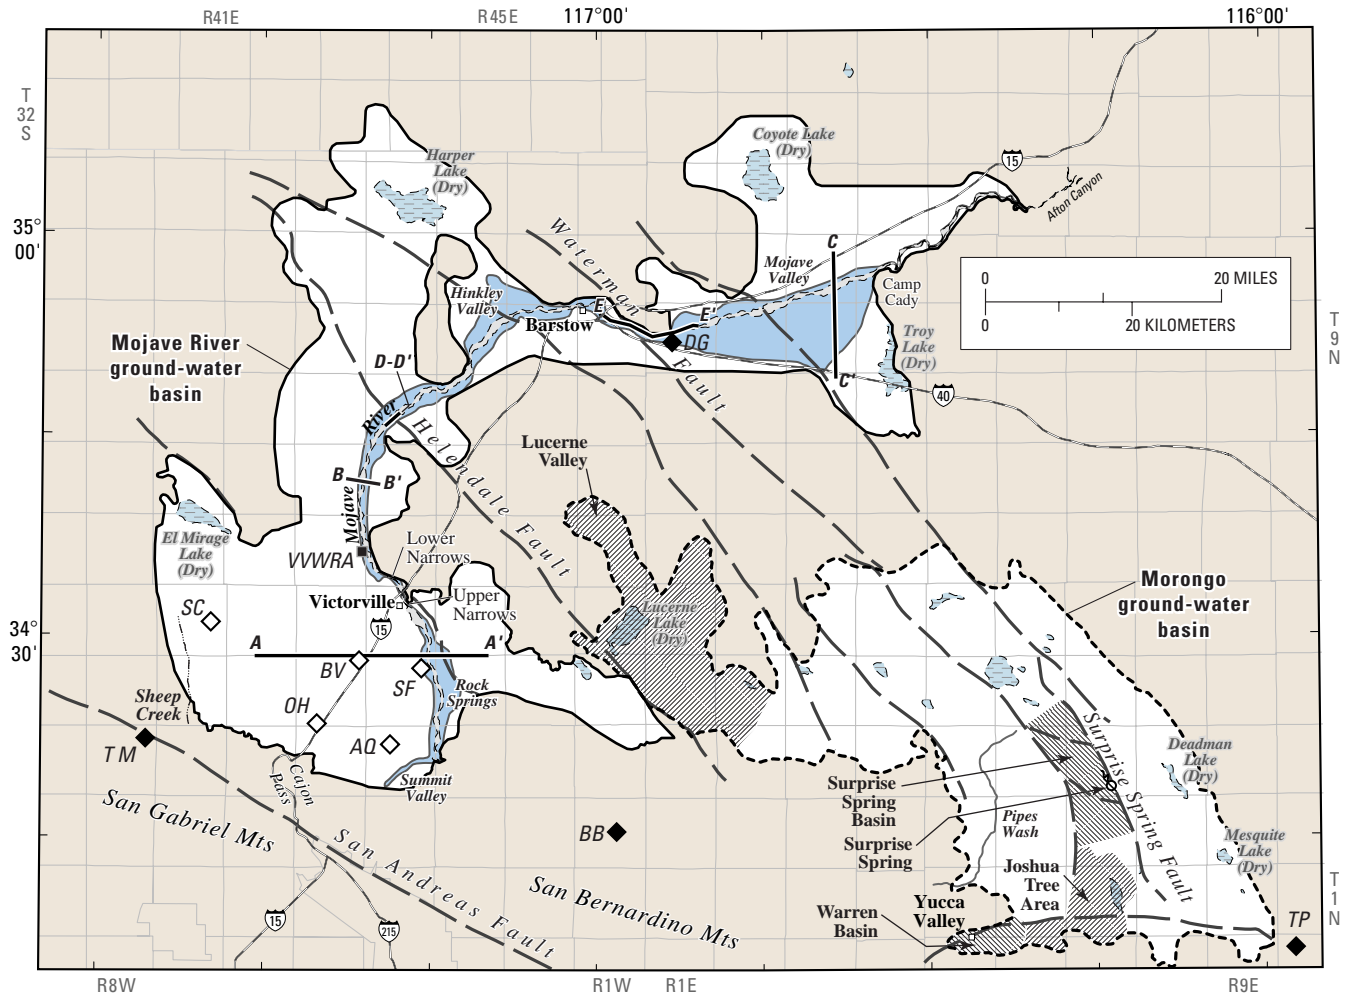 R41E
R45E
117°00'
116°00'
T
32
S
Harper
Lake
(Dry)
Coyote Lake
(Dry)
15
Afton Canyon
35°
00'
Waterman
Fault
C
Mojave
Valley
Camp
Cady
0
20 MILES
0
20 KILOMETERS
Hinkley
Valley
E
E'
Barstow
DG
Troy
Lake
(Dry)
T
9
N
Mojave River
ground-water
basin
D-D'
C'
40
River
Mojave
Helendale Fault
Lucerne
Valley
B
B'
El Mirage
Lake
(Dry)
VVWRA
Lower
Narrows
Morongo
ground-water
basin
SC
Victorville
Upper
Narrows
Lucerne
Lake
(Dry)
15
34°
30'
A
A'
BV
SF
Rock
Springs
Sheep
Creek
OH
TM
AQ
Surprise Spring Fault
Deadman
Lake
(Dry)
Cajon
Pass
Summit
Valley
Surprise
Spring
Basin
San Gabriel Mts
BB
Pipes
Wash
Surprise
Spring
Mesquite
Lake
(Dry)
San Andreas Fault
Joshua
Tree
Area
San Bernardino Mts
Warren
Basin
Yucca
Valley
T
1
N
TP
15
215
R8W
R1W
R1E
R9E